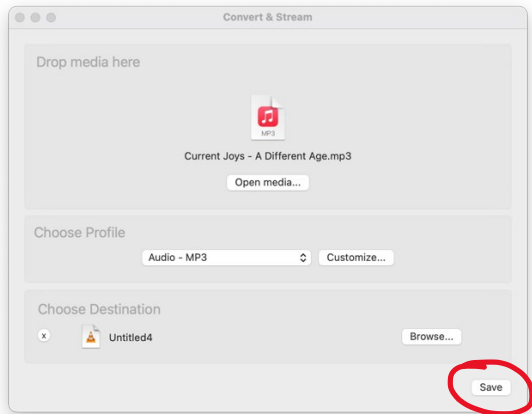 Convert & Stream
Drop media here
MP3
Current Joys - A Different Age.mp3
Open media...
Choose Profile
Audio - MP3
Customize...
Choose Destination
x
Untitled4
Browse...
Save